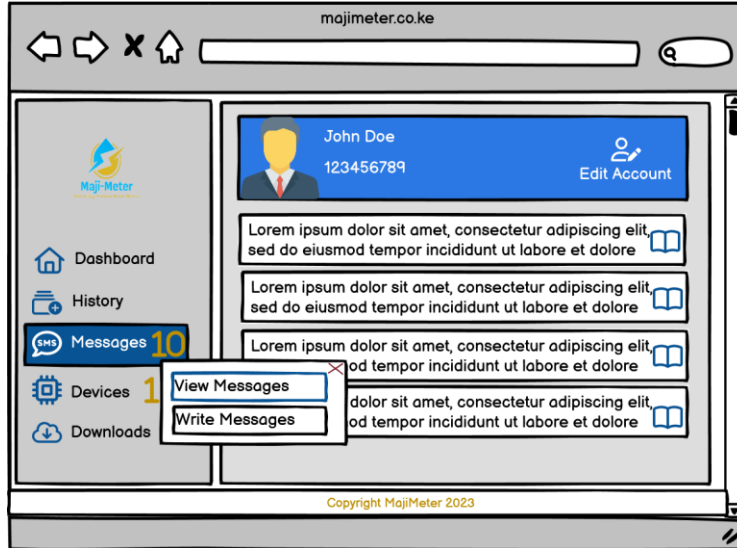 majimeter.co.ke
Maji-Meter
Dashboard
History
SMS
Messages 10
Devices 1
Downloads
View Messages
Write Messages
John Doe
123456789
Edit Account
Lorem ipsum dolor sit amet, consectetur adipiscing elit,
sed do eiusmod tempor incididunt ut labore et dolore
Lorem ipsum dolor sit amet, consectetur adipiscing elit,
sed do eiusmod tempor incididunt ut labore et dolore
Lorem ipsum dolor sit amet, consectetur adipiscing elit,
od tempor incididunt ut labore et dolore
dolor sit amet, consectetur adipiscing elit,
od tempor incididunt ut labore et dolore
Copyright MajiMeter 2023